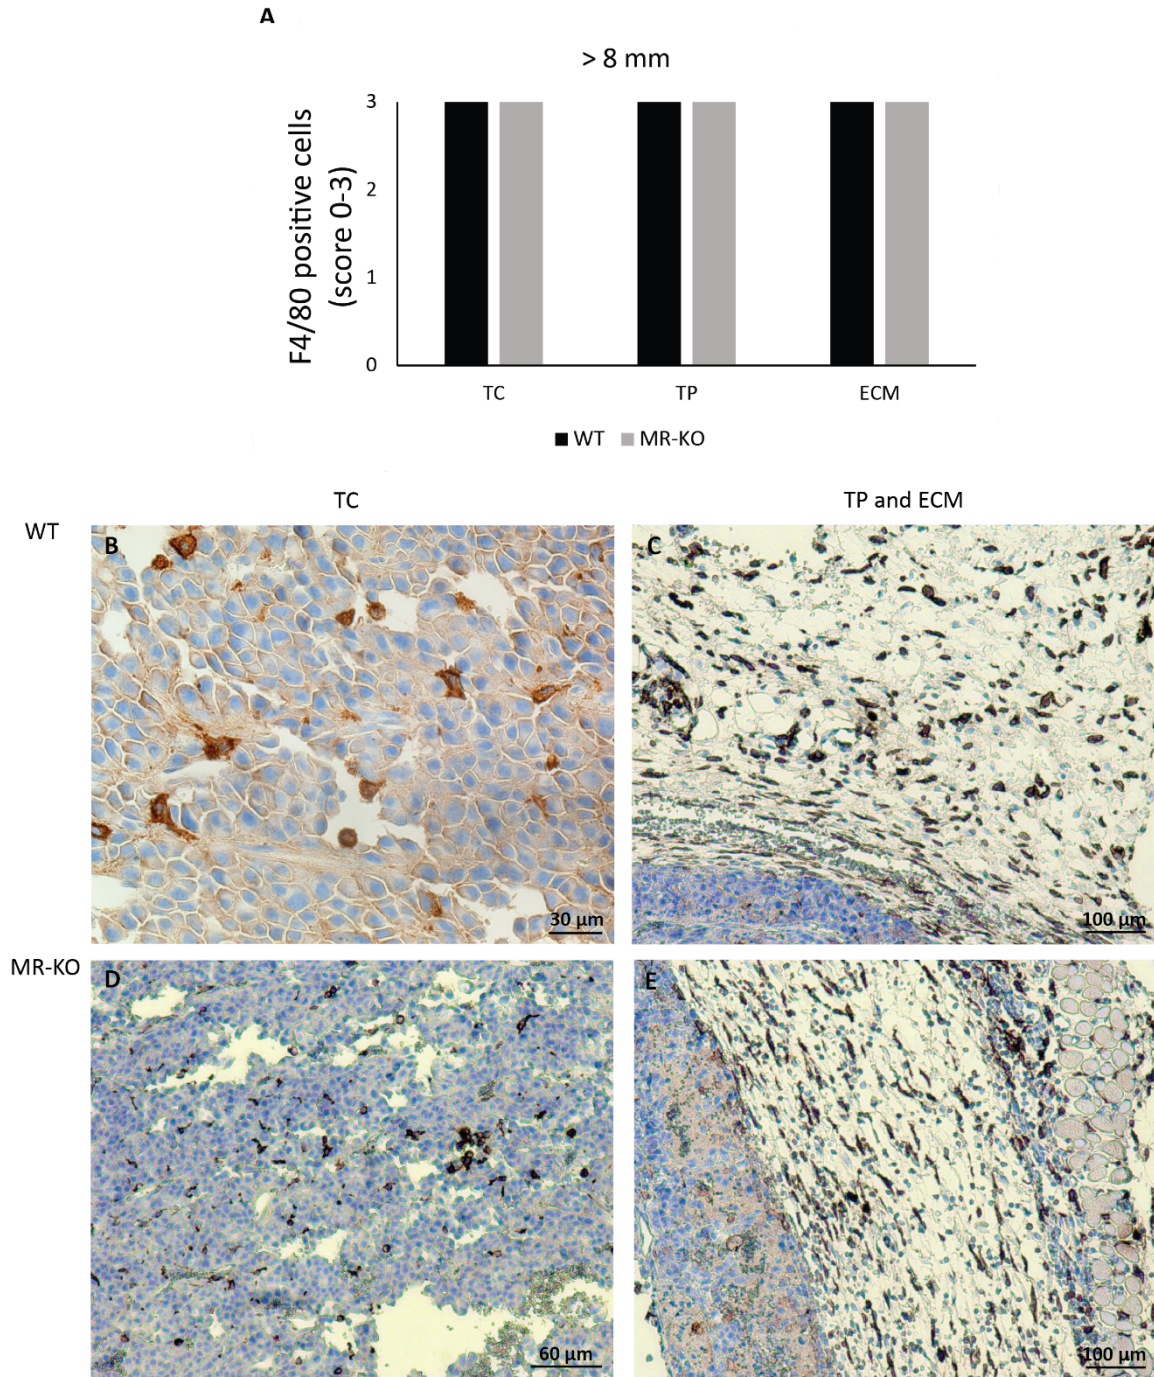 A
> 8 mm
F4/80 positive cells
(score 0-3)
3
2
1
0
TC TP ECM
WT MR-KO
TC TP and ECM
WT
B C
30 µm 100 µm
MR-KO
D E
60 µm 100 µm